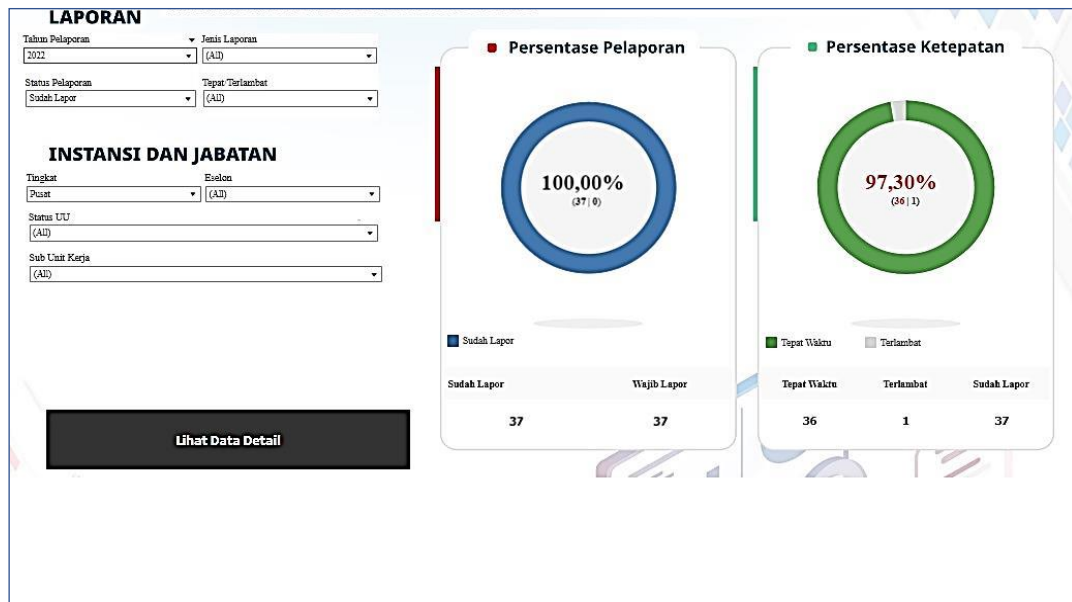 LAPORAN
Tahun Pelaporan
Jenis Laporan
2022
(All)
Status Pelaporan
Tepat/Terlambat
Sudah Lapor
(All)
INSTANSI DAN JABATAN
Tingkat
Eselon
Pusat
(All)
Status UU
(All)
Sub Unit Kerja
(All)
Lihat Data Detail
Persentase Pelaporan
100,00%
(37 | 0)
Sudah Lapor
Sudah Lapor Wajib Lapor
37 37
Persentase Ketepatan
97,30%
(36 | 1)
Tepat Waktu Terlambat
Tepat Waktu Terlambat Sudah Lapor
36 1 37